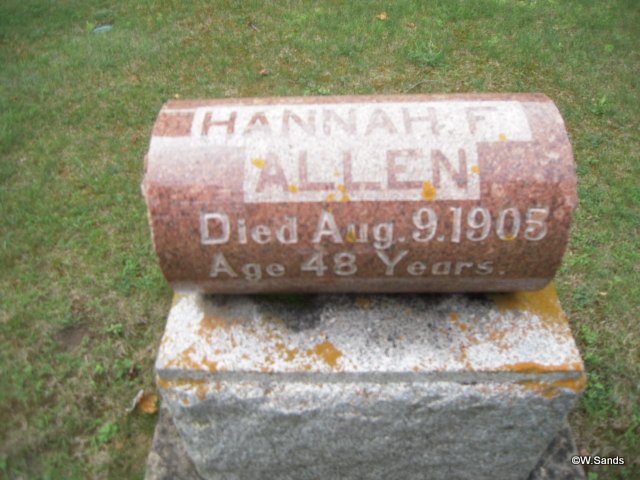 HANNAH F
ALLEN
Died Aug. 9. 1905
Age 48 Years.
©W.Sands